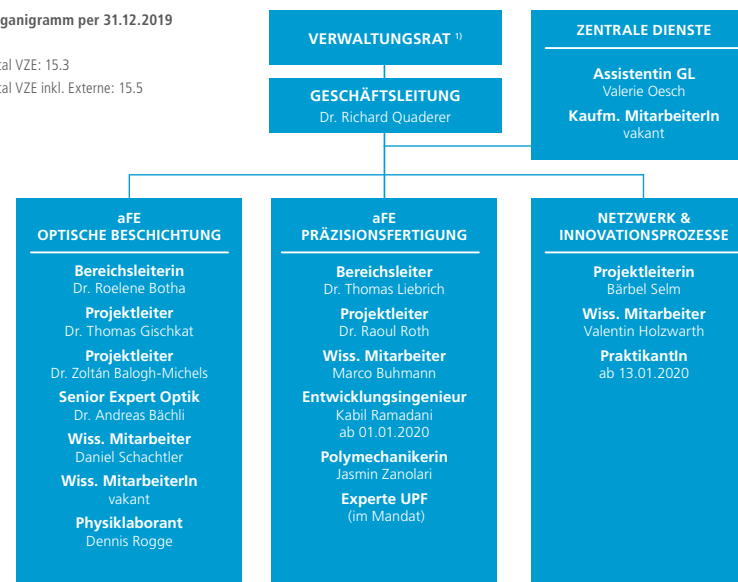 ganigramm per 31.12.2019
tal VZE: 15.3
tal VZE inkl. Externe: 15.5
VERWALTUNGSRAT 1)
GESCHÄFTSLEITUNG
Dr. Richard Quaderer
ZENTRALE DIENSTE
Assistentin GL
Valerie Oesch
Kaufm. MitarbeiterIn
vakant
aFE
OPTISCHE BESCHICHTUNG
Bereichsleiterin
Dr. Roelene Botha
Projektleiter
Dr. Thomas Gischkat
Projektleiter
Dr. Zoltán Balogh-Michels
Senior Expert Optik
Dr. Andreas Bächli
Wiss. Mitarbeiter
Daniel Schachtler
Wiss. MitarbeiterIn
vakant
Physiklaborant
Dennis Rogge
aFE
PRÄZISIONSFERTIGUNG
Bereichsleiter
Dr. Thomas Liebrich
Projektleiter
Dr. Raoul Roth
Wiss. Mitarbeiter
Marco Buhmann
Entwicklungsingenieur
Kabil Ramadani
ab 01.01.2020
Polymechanikerin
Jasmin Zanolari
Experte UPF
(im Mandat)
NETZWERK &
INNOVATIONSPROZESSE
Projektleiterin
Bärbel Selm
Wiss. Mitarbeiter
Valentin Holzwarth
PraktikantIn
ab 13.01.2020